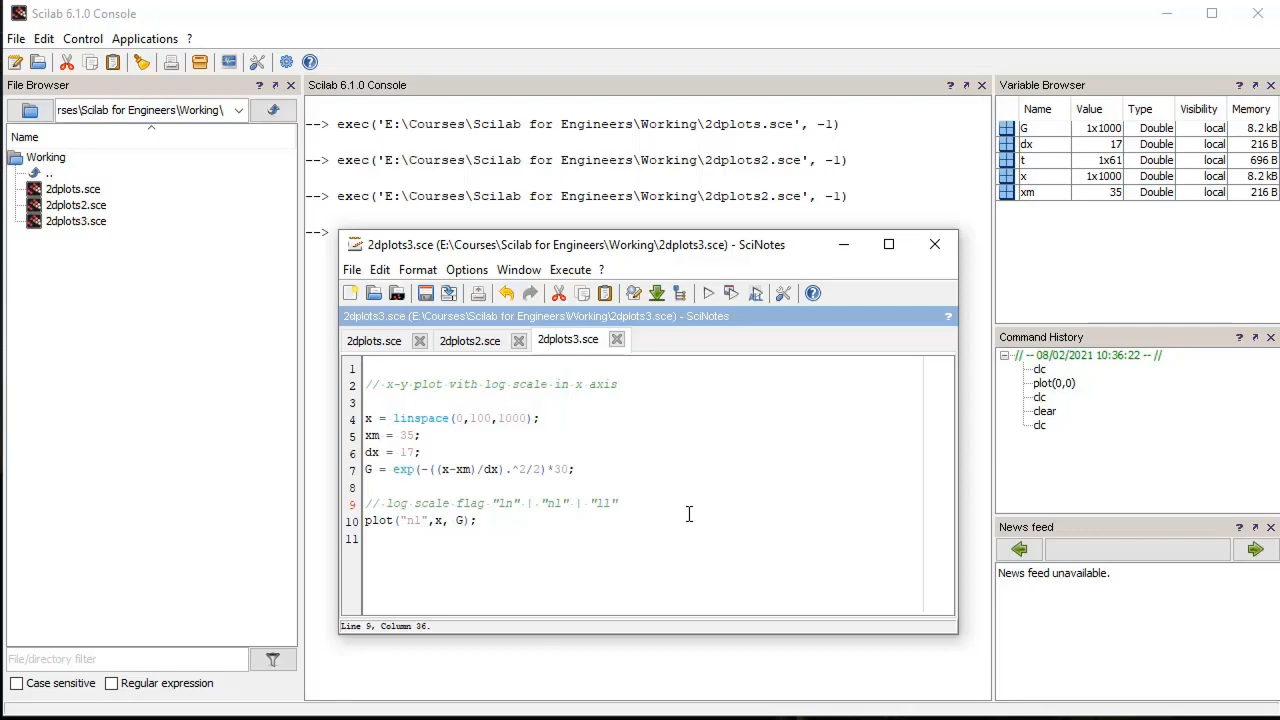 Scilab 6.1.0 Console
File Edit Control Applications ?
File Browser ? 
rses\Scilab for Engineers\Working\
Name
Working
..
2dplots.sce
2dplots2.sce
2dplots3.sce
File/directory filter
Case sensitive Regular expression
Scilab 6.1.0 Console ?
--> exec('E:\Courses\Scilab for Engineers\Working\2dplots.sce', -1)
--> exec('E:\Courses\Scilab for Engineers\Working\2dplots2.sce', -1)
--> exec('E:\Courses\Scilab for Engineers\Working\2dplots2.sce', -1)
-->
2dplots3.sce (E:\Courses\Scilab for Engineers\Working\2dplots3.sce) - SciNotes
File Edit Format Options Window Execute ?
2dplots3.sce (E:\Courses\Scilab for Engineers\Working\2dplots3.sce) - SciNotes ?
2dplots.sce 2dplots2.sce 2dplots3.sce
1
2 // x-y plot with log scale in x axis
3
4 x = linspace(0,100,1000);
5 xm = 35;
6 dx = 17;
7 G = exp(-((x-xm)/dx).^2/2)*30;
8
9 // log scale flag "ln" | "nl" | "ll"
10 plot("nl",x, G);
11
Line 9, Column 36.
Variable Browser ?
Name Value Type Visibility Memory
G 1x1000 Double local 8.2 kB
dx 17 Double local 216 B
t 1x61 Double local 696 B
x 1x1000 Double local 8.2 kB
xm 35 Double local 216 B
Command History ?
// -- 08/02/2021 10:36:22 -- //
clc
plot(0,0)
clc
clear
clc
News feed ?
News feed unavailable.